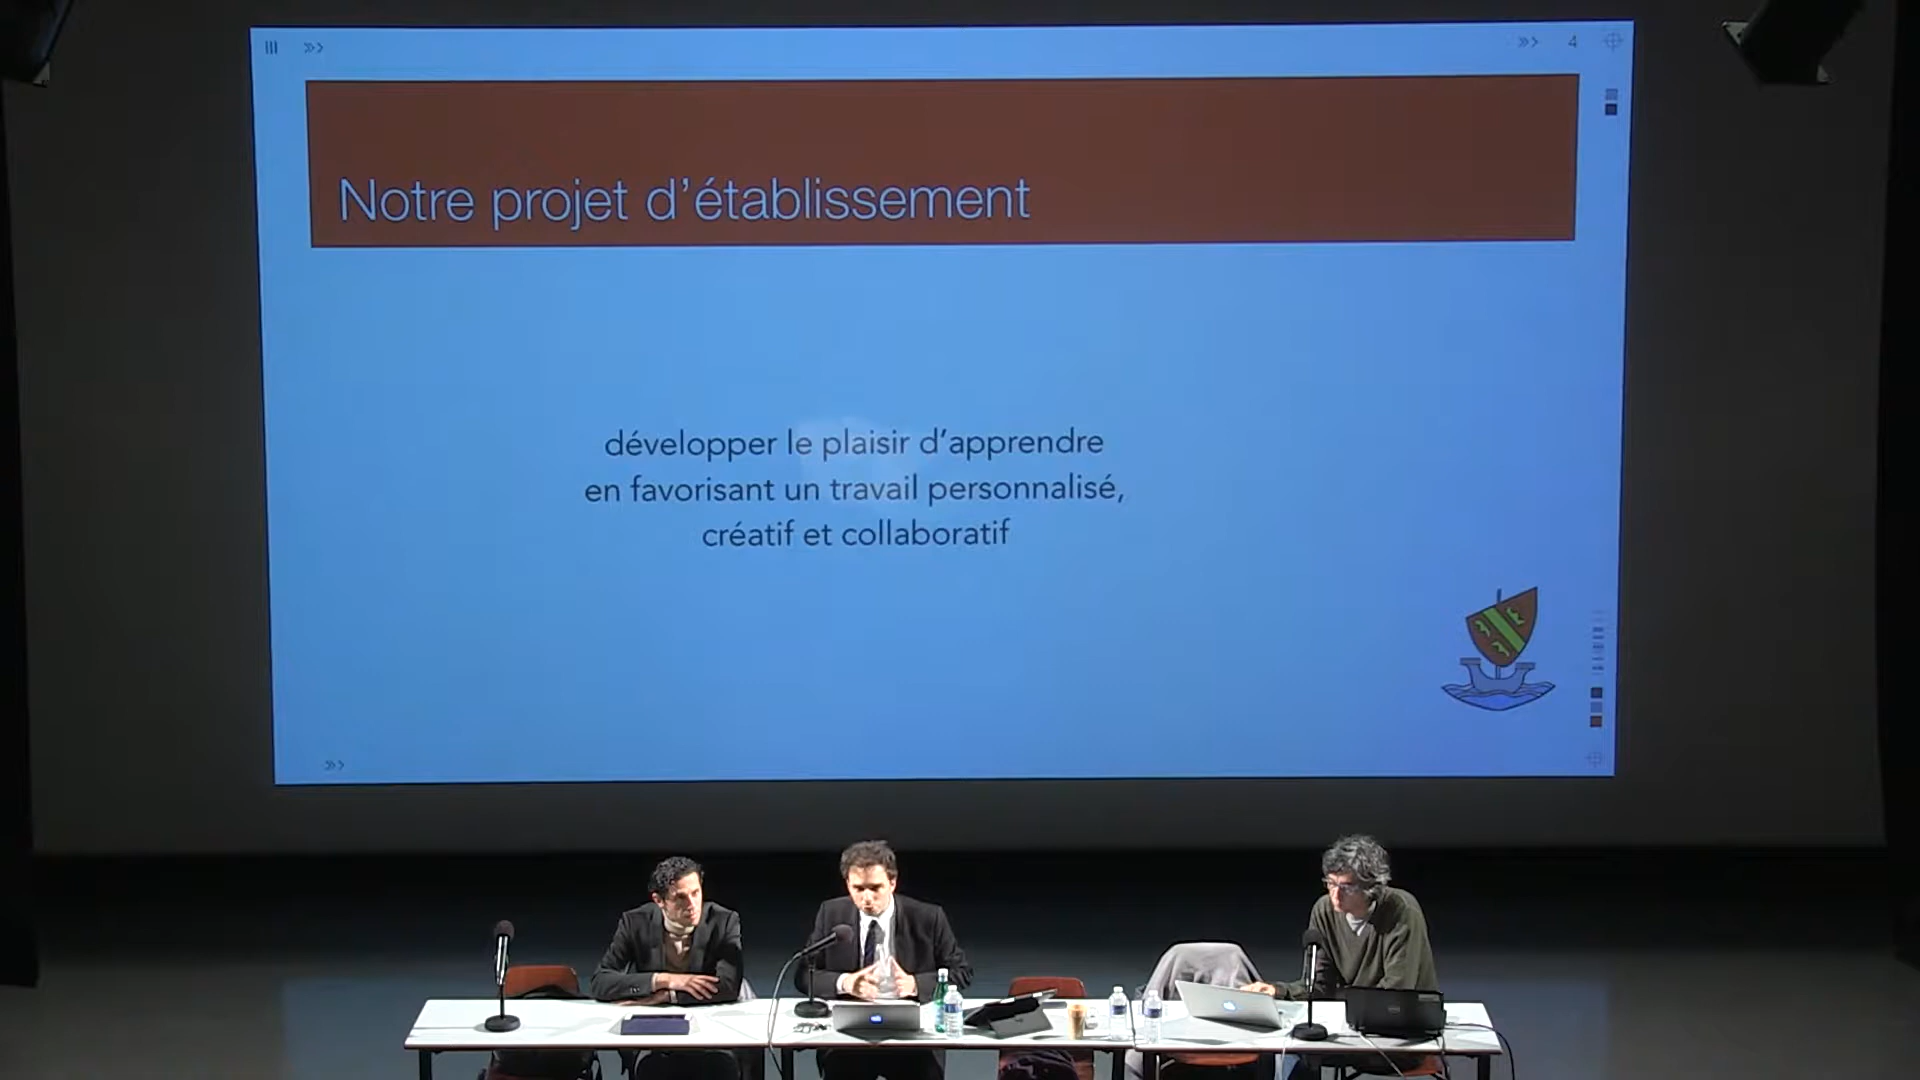 4
Notre projet d’établissement
développer le plaisir d’apprendre
en favorisant un travail personnalisé,
créatif et collaboratif